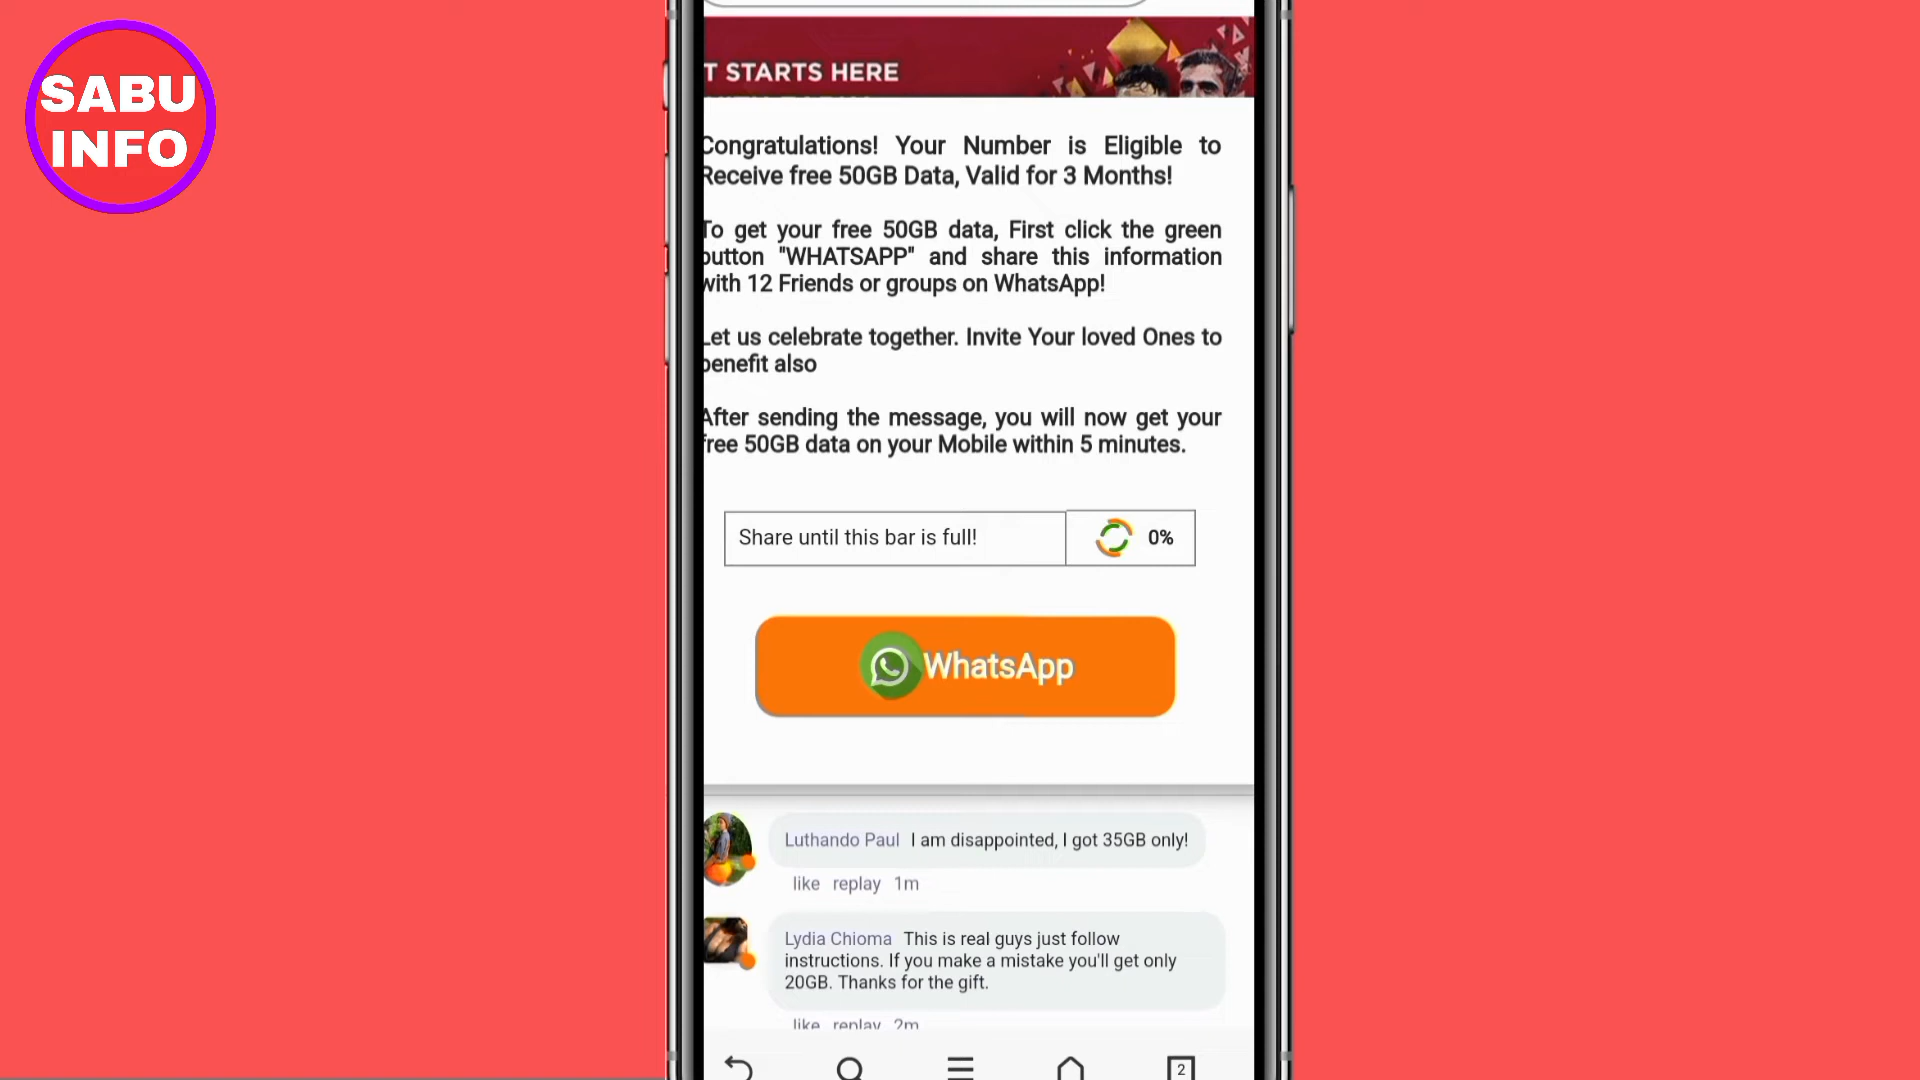 SABU
INFO
T STARTS HERE
Congratulations! Your Number is Eligible to
Receive free 50GB Data, Valid for 3 Months!
To get your free 50GB data, First click the green
button "WHATSAPP" and share this information
with 12 Friends or groups on WhatsApp!
Let us celebrate together. Invite Your loved Ones to
benefit also
After sending the message, you will now get your
free 50GB data on your Mobile within 5 minutes.
Share until this bar is full! 0%
WhatsApp
Luthando Paul I am disappointed, I got 35GB only!
like replay 1m
Lydia Chioma This is real guys just follow
instructions. If you make a mistake you'll get only
20GB. Thanks for the gift.
like replay 2m
2